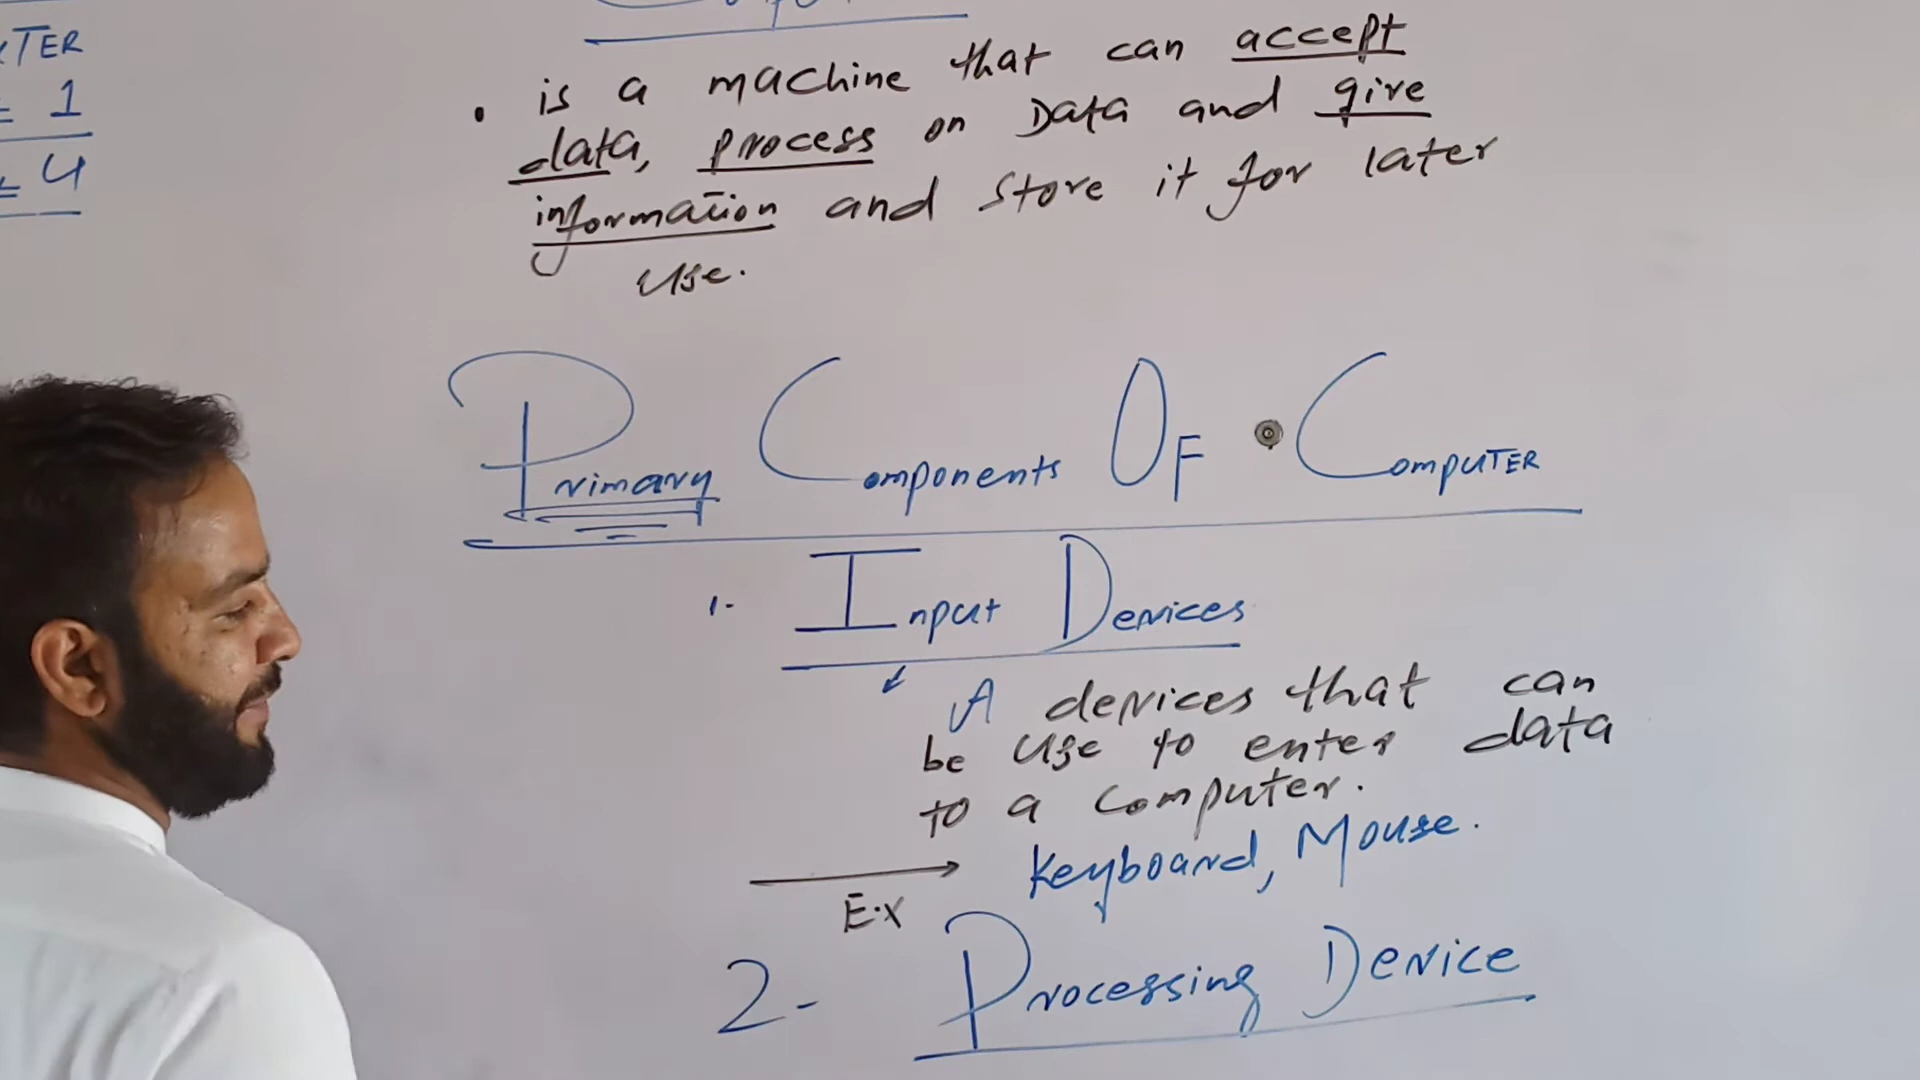 TER
= 1
= 4
• is a machine that can accept
data, process on Data and give
information and store it for later
use.
Primary Components OF Computer
1- Input Devices
A devices that can
be use to enter data
to a computer.
E.x → Keyboard, Mouse.
2- Processing Device